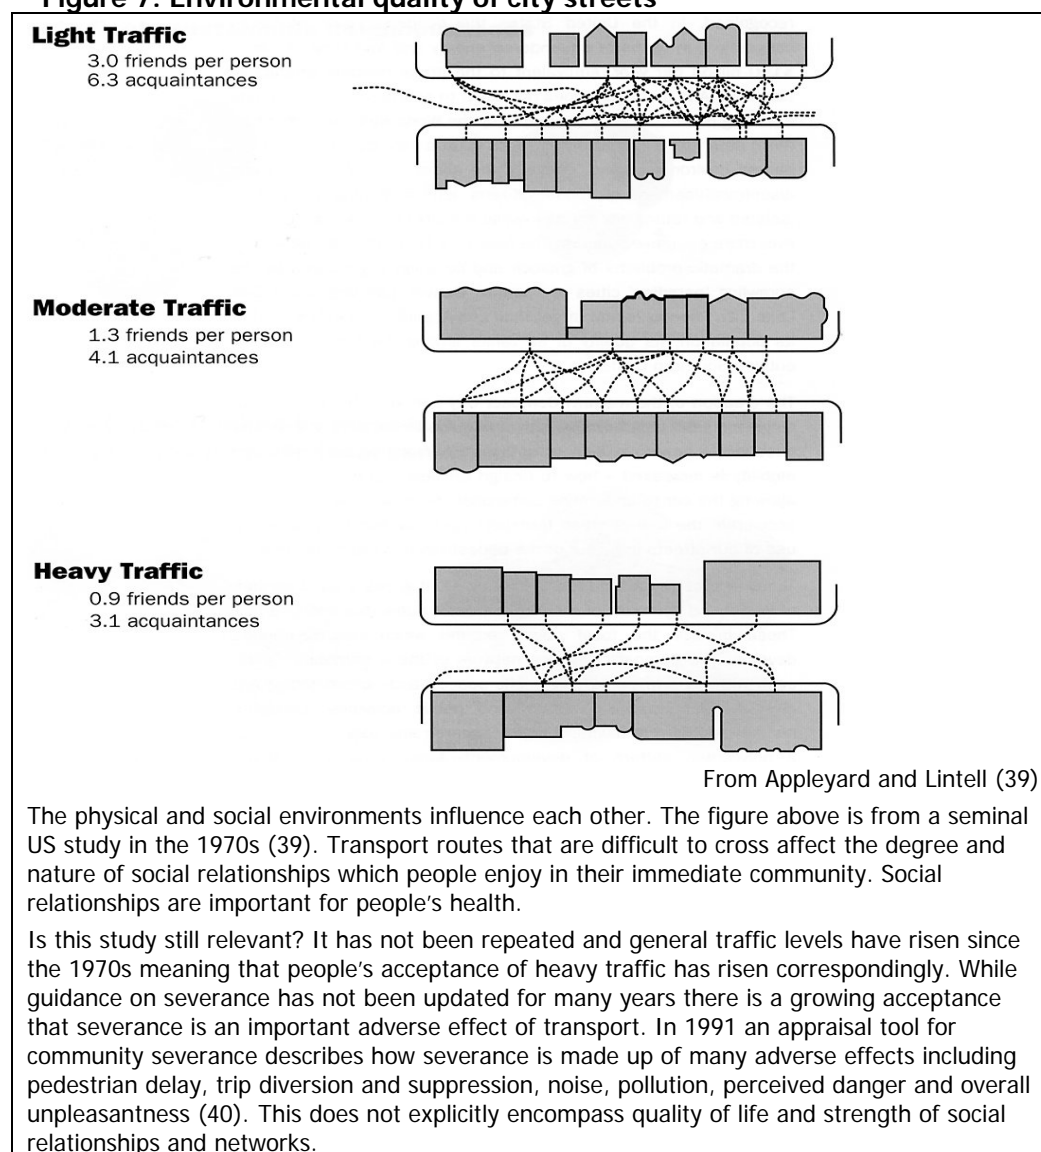 Figure 7: Environmental quality of city streets
Light Traffic
3.0 friends per person
6.3 acquaintances
Moderate Traffic
1.3 friends per person
4.1 acquaintances
Heavy Traffic
0.9 friends per person
3.1 acquaintances
From Appleyard and Lintell (39)
The physical and social environments influence each other. The figure above is from a seminal
US study in the 1970s (39). Transport routes that are difficult to cross affect the degree and
nature of social relationships which people enjoy in their immediate community. Social
relationships are important for people's health.
Is this study still relevant? It has not been repeated and general traffic levels have risen since
the 1970s meaning that people's acceptance of heavy traffic has risen correspondingly. While
guidance on severance has not been updated for many years there is a growing acceptance
that severance is an important adverse effect of transport. In 1991 an appraisal tool for
community severance describes how severance is made up of many adverse effects including
pedestrian delay, trip diversion and suppression, noise, pollution, perceived danger and overall
unpleasantness (40). This does not explicitly encompass quality of life and strength of social
relationships and networks.